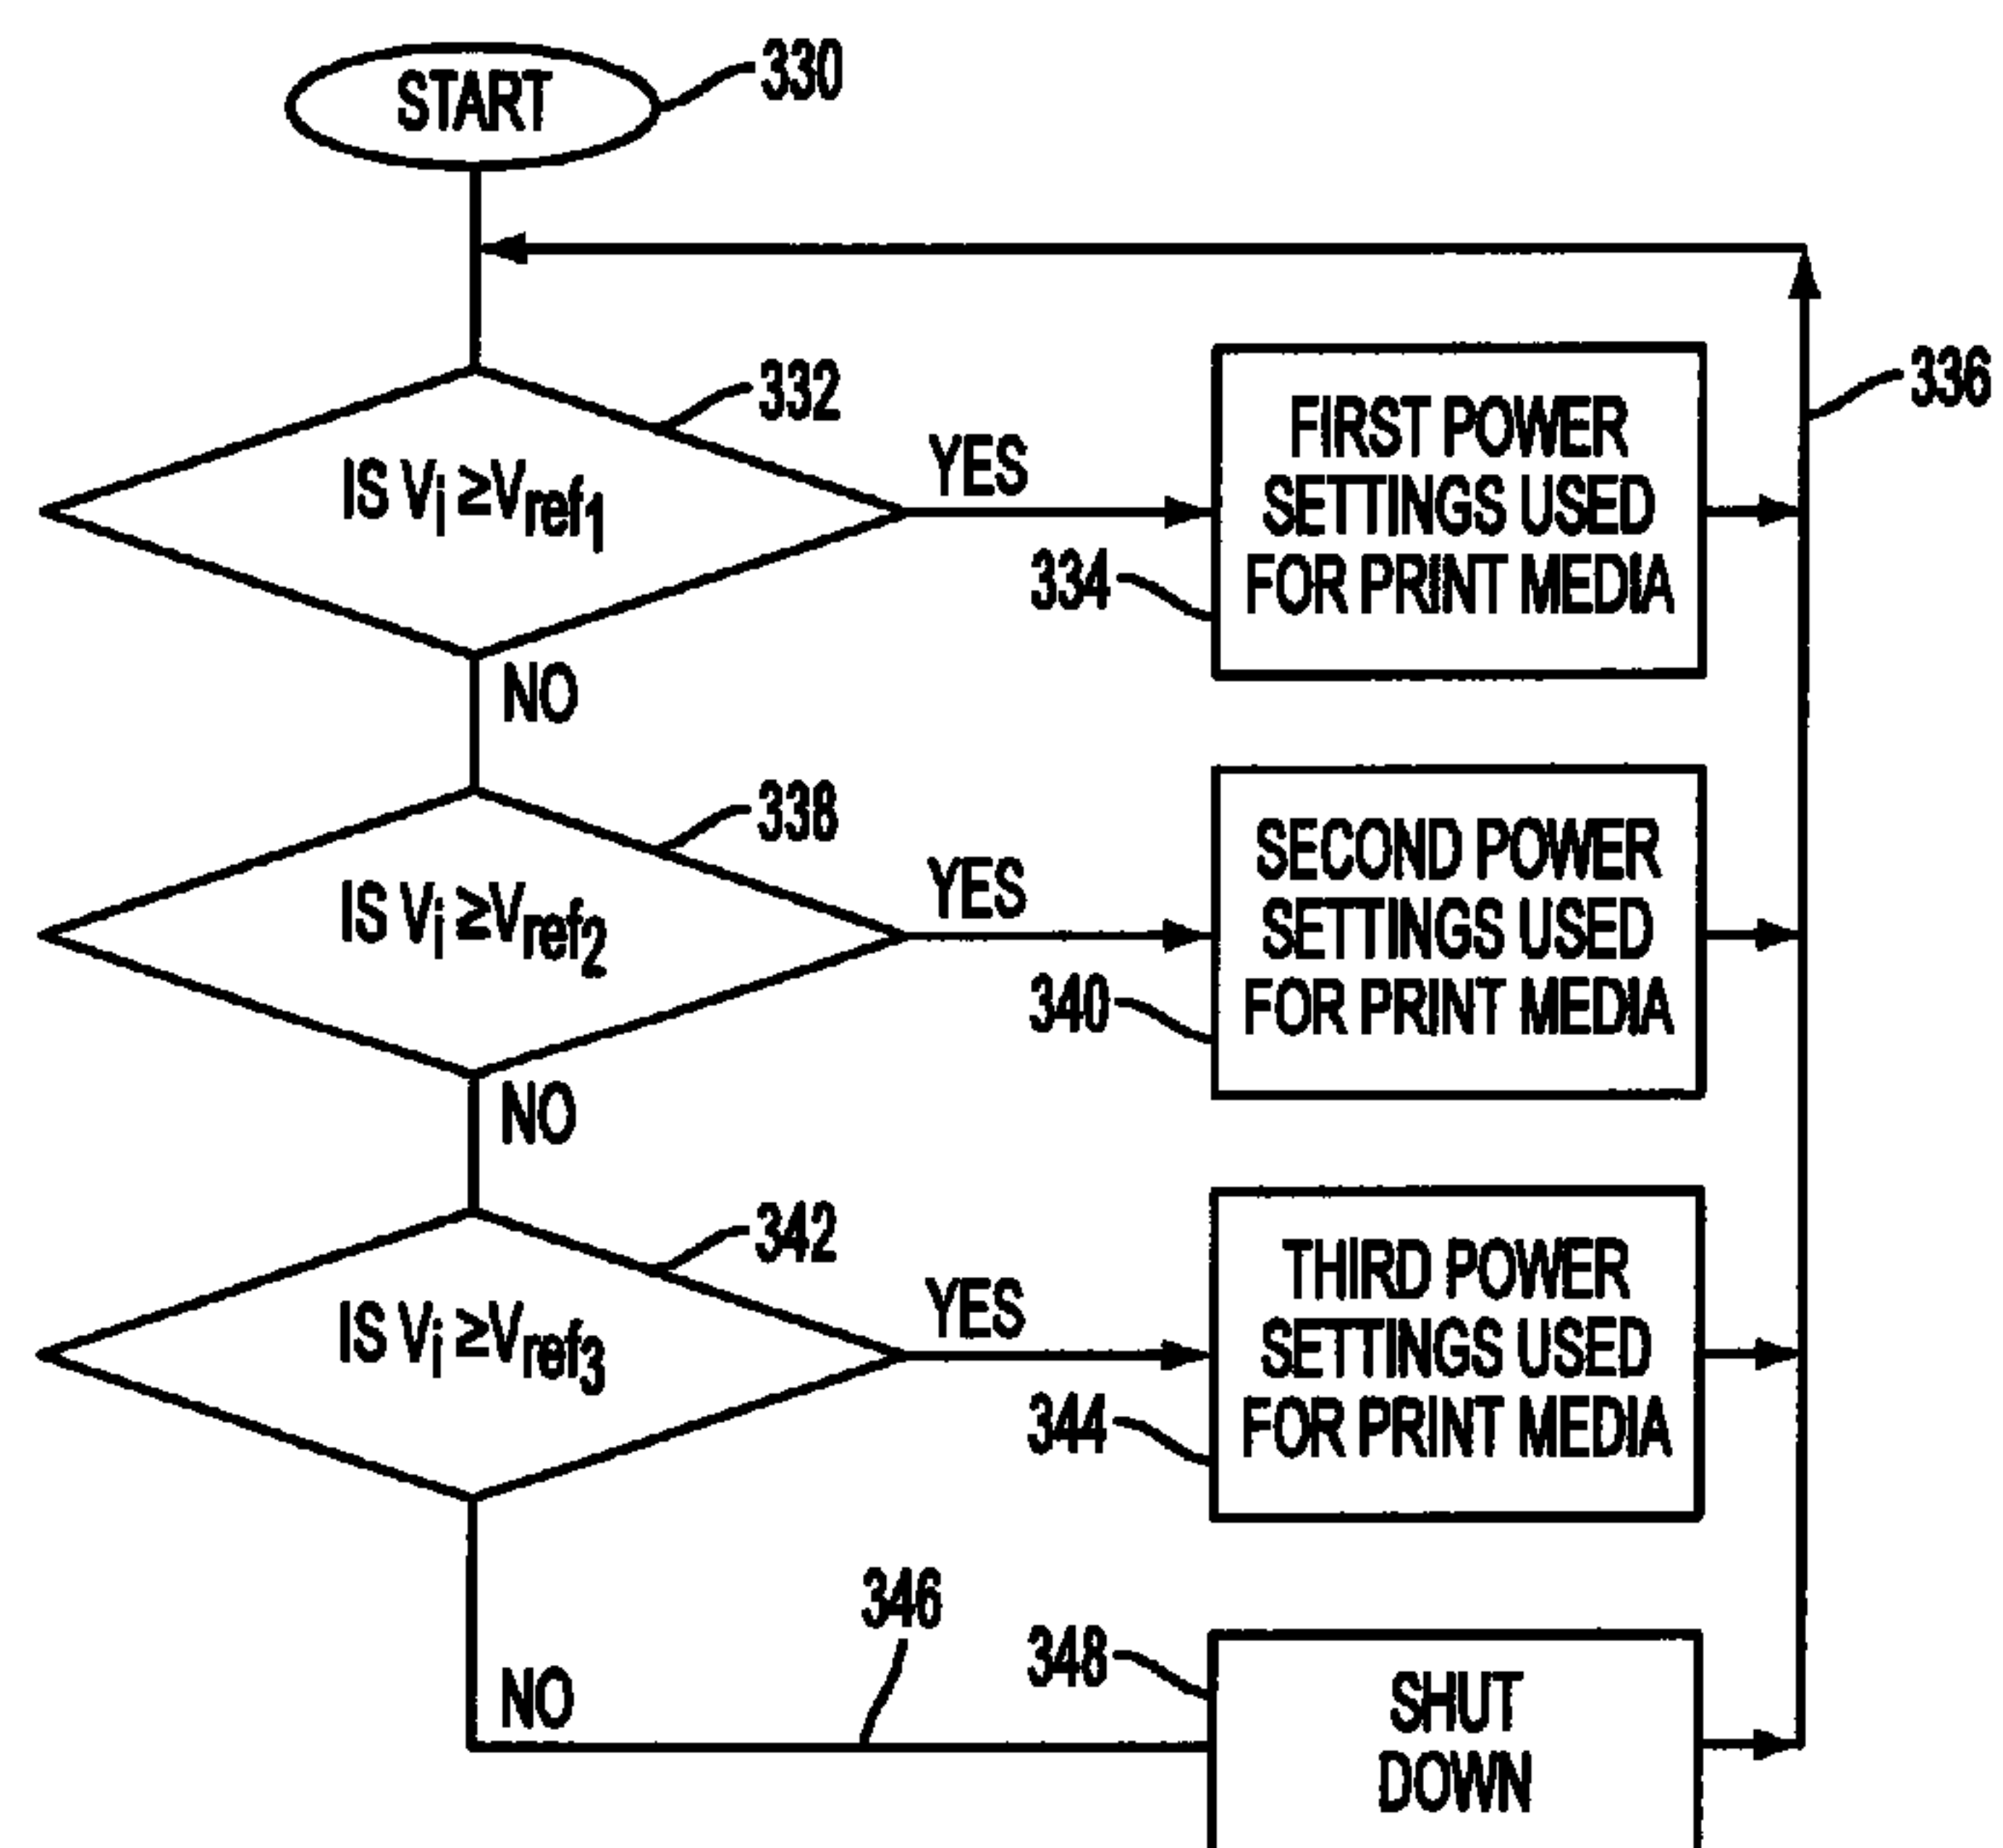 START
330
332
IS Vi ≥Vref1
YES
FIRST POWER
SETTINGS USED
FOR PRINT MEDIA
334
336
NO
338
IS Vi ≥Vref2
YES
SECOND POWER
SETTINGS USED
FOR PRINT MEDIA
340
NO
342
IS Vi ≥Vref3
YES
THIRD POWER
SETTINGS USED
FOR PRINT MEDIA
344
NO
346
348
SHUT
DOWN